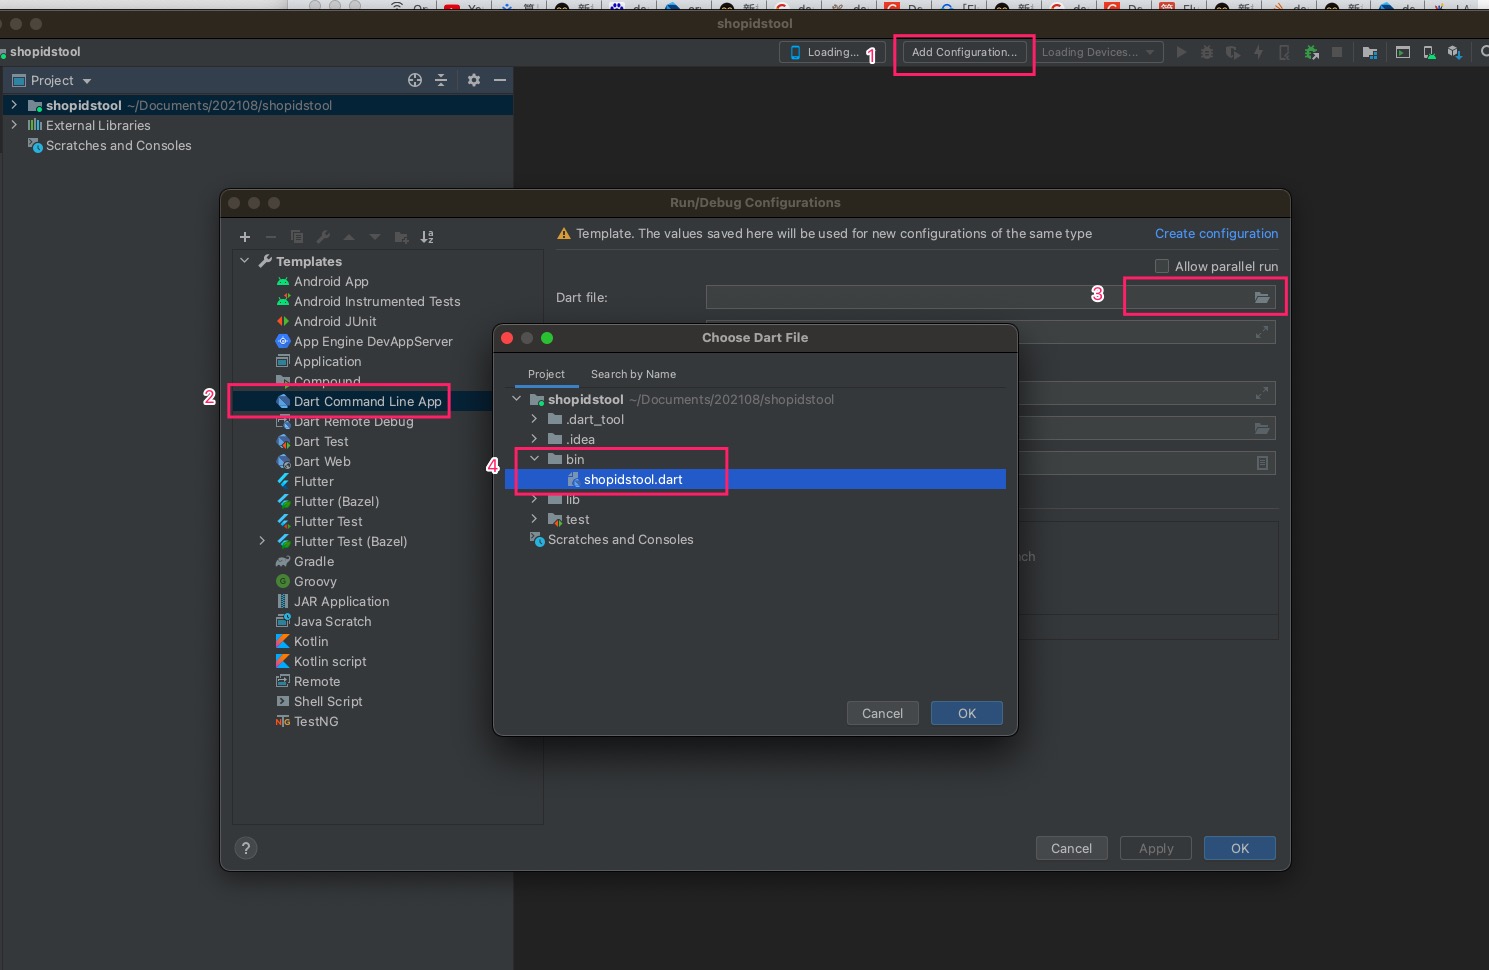 shopidstool
shopidstool
Loading...
1
Add Configuration...
Loading Devices...
Project
shopidstool ~/Documents/202108/shopidstool
External Libraries
Scratches and Consoles
Run/Debug Configurations
Template. The values saved here will be used for new configurations of the same type
Create configuration
Templates
Allow parallel run
Android App
Android Instrumented Tests
Dart file:
3
Android JUnit
App Engine DevAppServer
Application
Compound
2
Dart Command Line App
Dart Remote Debug
Dart Test
Dart Web
Flutter
Flutter (Bazel)
Flutter Test
Flutter Test (Bazel)
Gradle
Groovy
JAR Application
Java Scratch
Kotlin
Kotlin script
Remote
Shell Script
TestNG
Choose Dart File
Project
Search by Name
shopidstool ~/Documents/202108/shopidstool
.dart_tool
.idea
4
bin
shopidstool.dart
lib
test
Scratches and Consoles
Cancel
OK
?
Cancel
Apply
OK